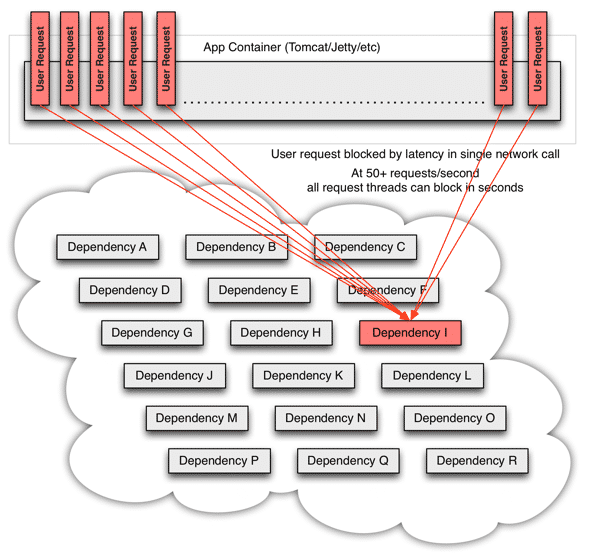 User Request
User Request
User Request
User Request
User Request
User Request
User Request
App Container (Tomcat/Jetty/etc)
User request blocked by latency in single network call
At 50+ requests/second
all request threads can block in seconds
Dependency A
Dependency B
Dependency C
Dependency D
Dependency E
Dependency F
Dependency G
Dependency H
Dependency I
Dependency J
Dependency K
Dependency L
Dependency M
Dependency N
Dependency O
Dependency P
Dependency Q
Dependency R